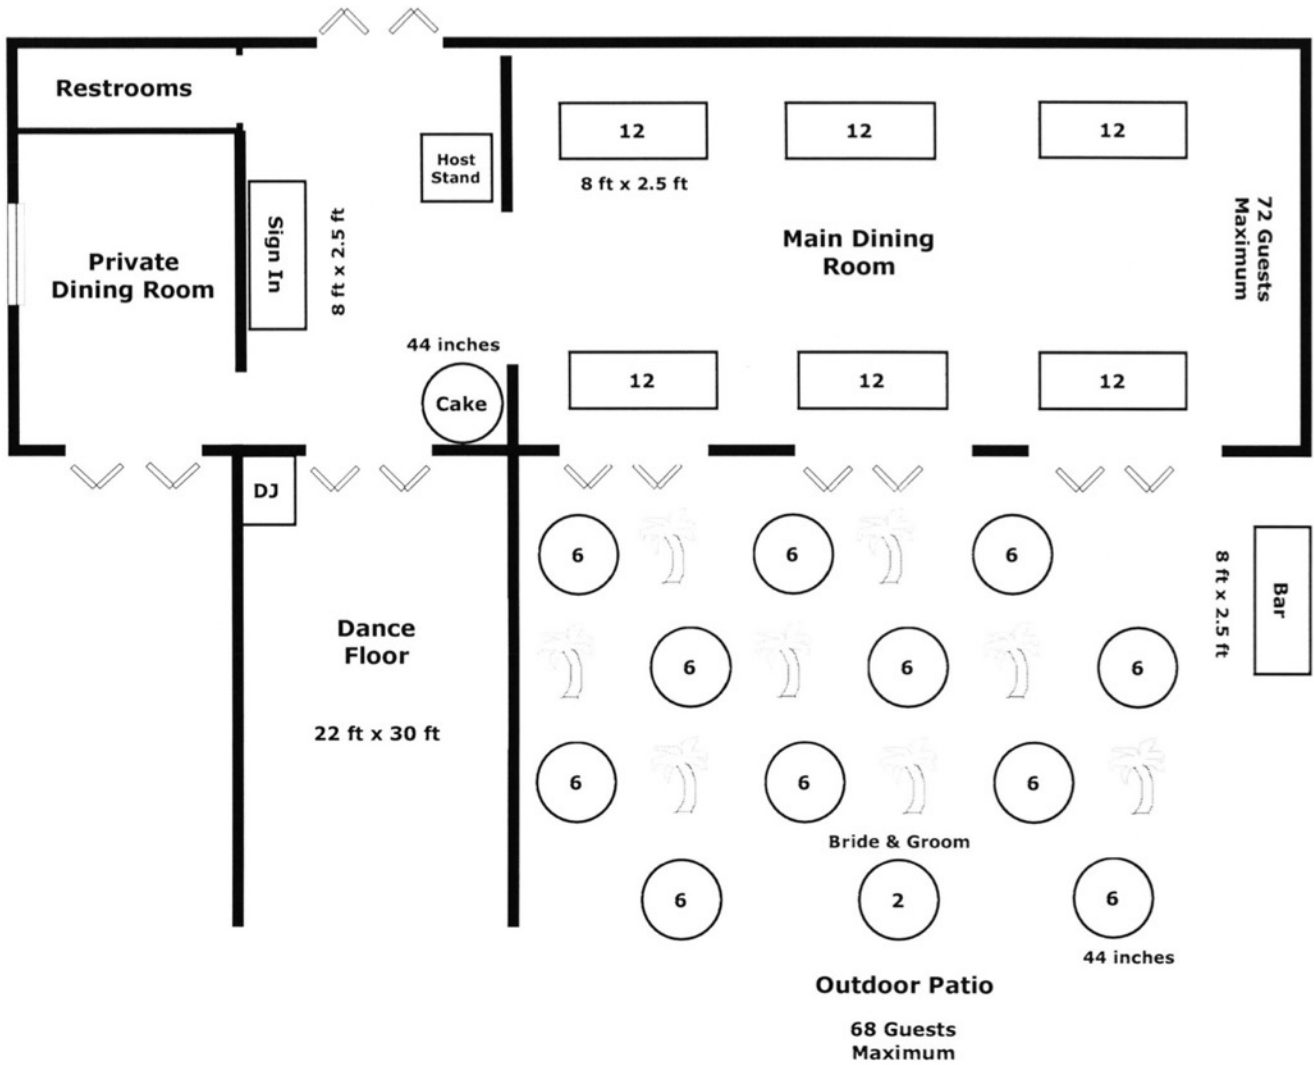 Restrooms
Host
Stand
12
12
12
8 ft x 2.5 ft
Sign In
8 ft x 2.5 ft
Private
Dining Room
Main Dining
Room
72 Guests
Maximum
44 inches
Cake
12
12
12
DJ
6
6
6
8 ft x 2.5 ft
Bar
Dance
Floor
6
6
6
22 ft x 30 ft
6
6
6
Bride & Groom
6
2
6
44 inches
Outdoor Patio
68 Guests
Maximum